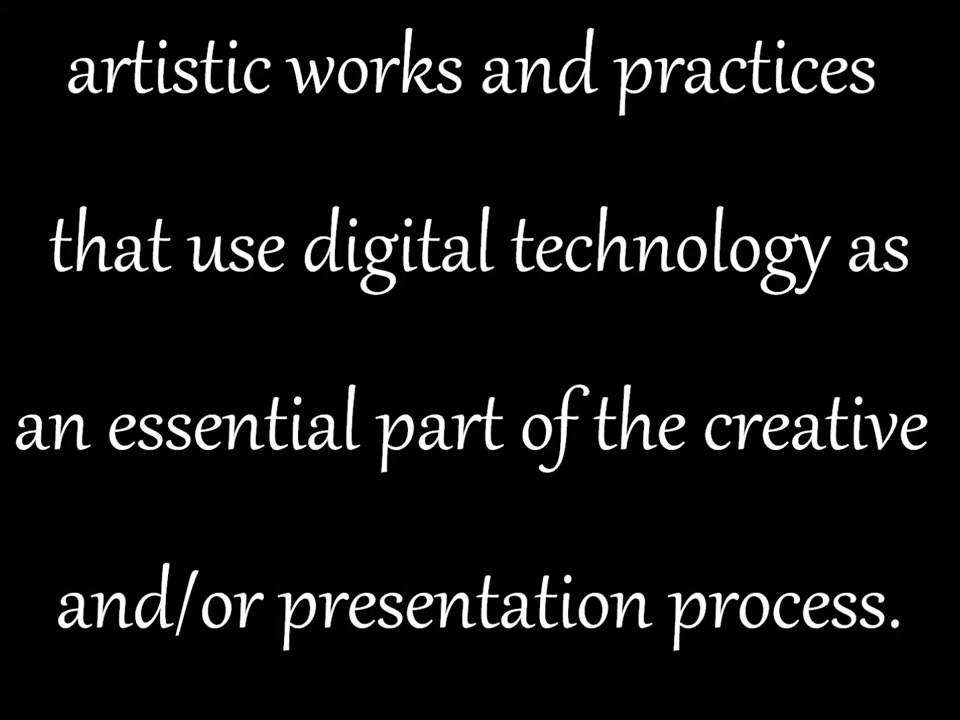 artistic works and practices
that use digital technology as
an essential part of the creative
and/or presentation process.